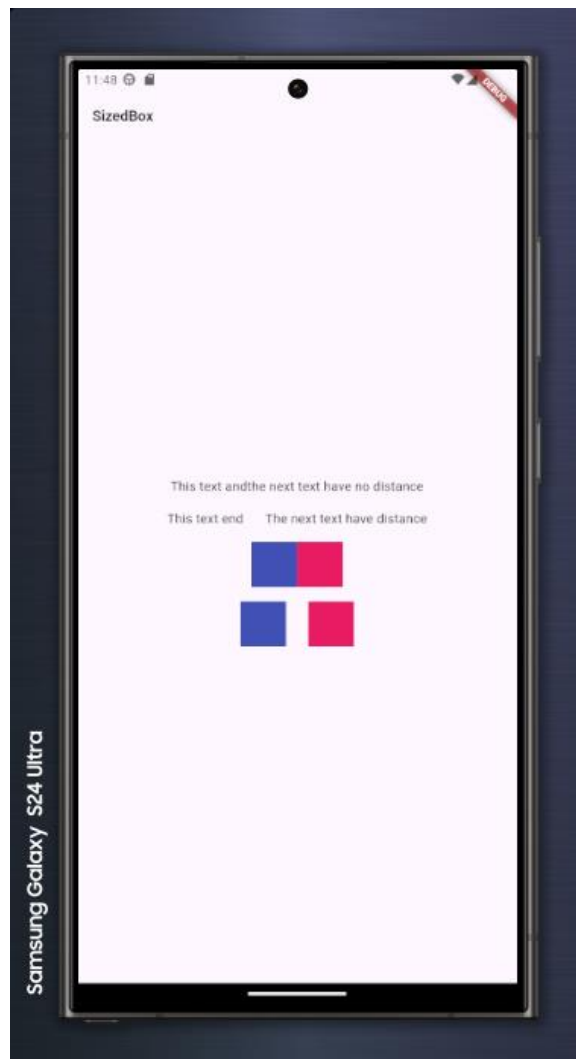 11:48
DEBUG
SizedBox
This text andthe next text have no distance
This text end The next text have distance
Samsung Galaxy S24 Ultra